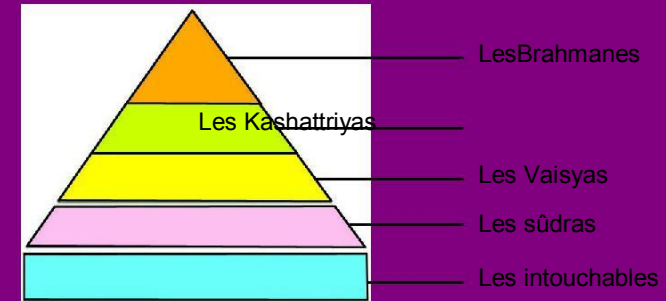 LesBrahmanes
Les Kashattriyas
Les Vaisyas
Les sûdras
Les intouchables